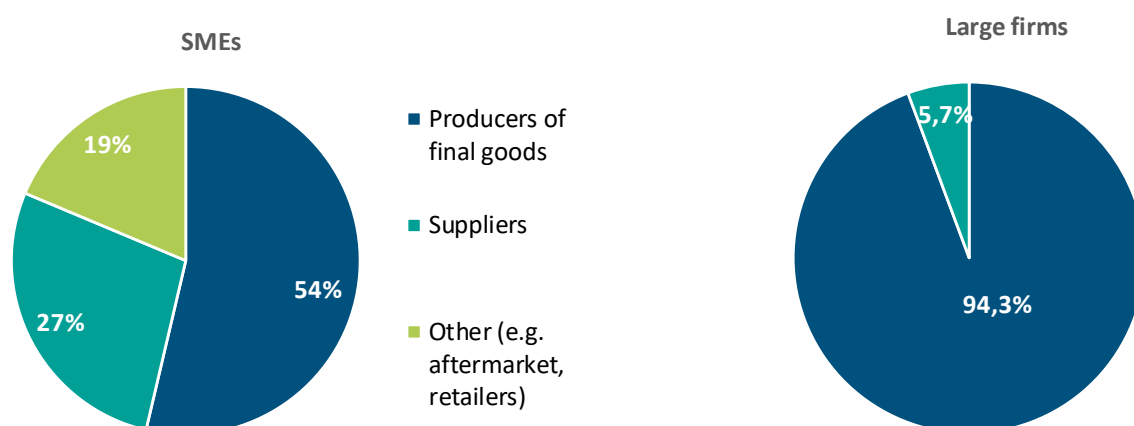 SMEs
19%
27%
54%
Producers of
final goods
Suppliers
Other (e.g.
aftermarket,
retailers)
Large firms
5,7%
94,3%